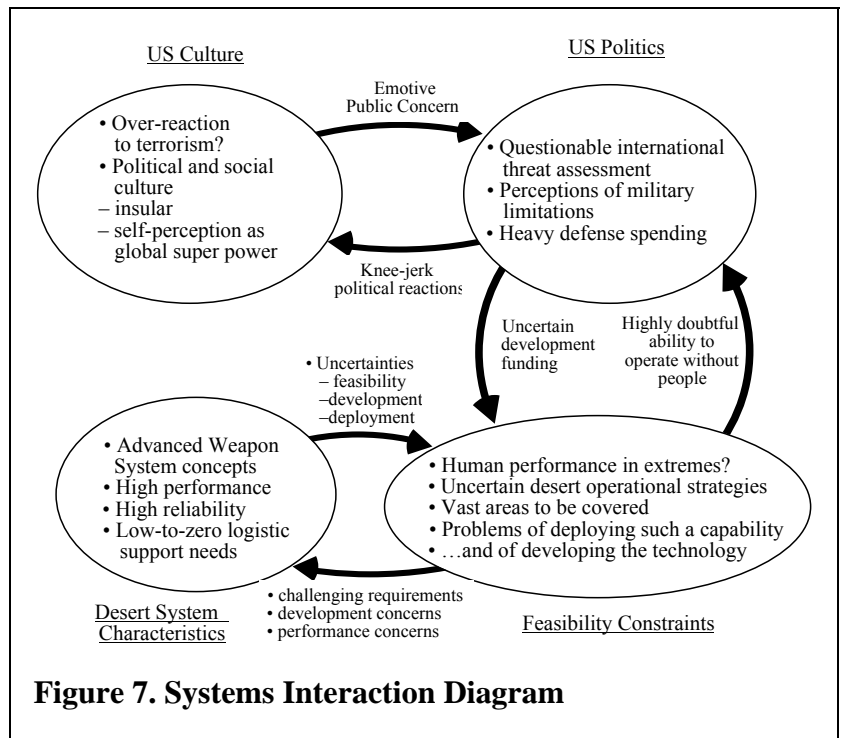 US Culture
US Politics
Emotive
Public Concern
• Over-reaction
to terrorism?
• Political and social
culture
– insular
– self-perception as
global super power
• Questionable international
threat assessment
• Perceptions of military
limitations
• Heavy defense spending
Knee-jerk
political reactions
Uncertain
development
funding
Highly doubtful
ability to
operate without
people
• Uncertainties
– feasibility
–development
–deployment
• Advanced Weapon
System concepts
• High performance
• High reliability
• Low-to-zero logistic
support needs
• Human performance in extremes?
• Uncertain desert operational strategies
• Vast areas to be covered
• Problems of deploying such a capability
• …and of developing the technology
• challenging requirements
• development concerns
• performance concerns
Desert System
Characteristics
Feasibility Constraints
Figure 7. Systems Interaction Diagram